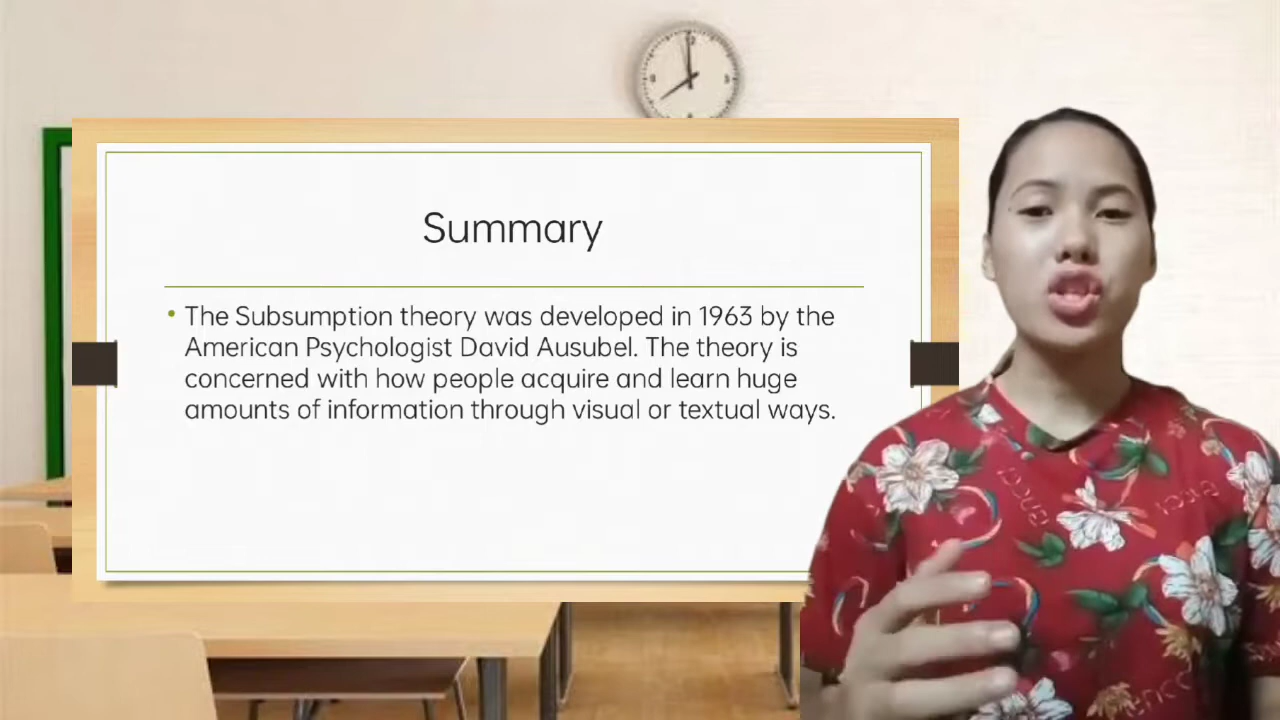 Summary
• The Subsumption theory was developed in 1963 by the
American Psychologist David Ausubel. The theory is
concerned with how people acquire and learn huge
amounts of information through visual or textual ways.